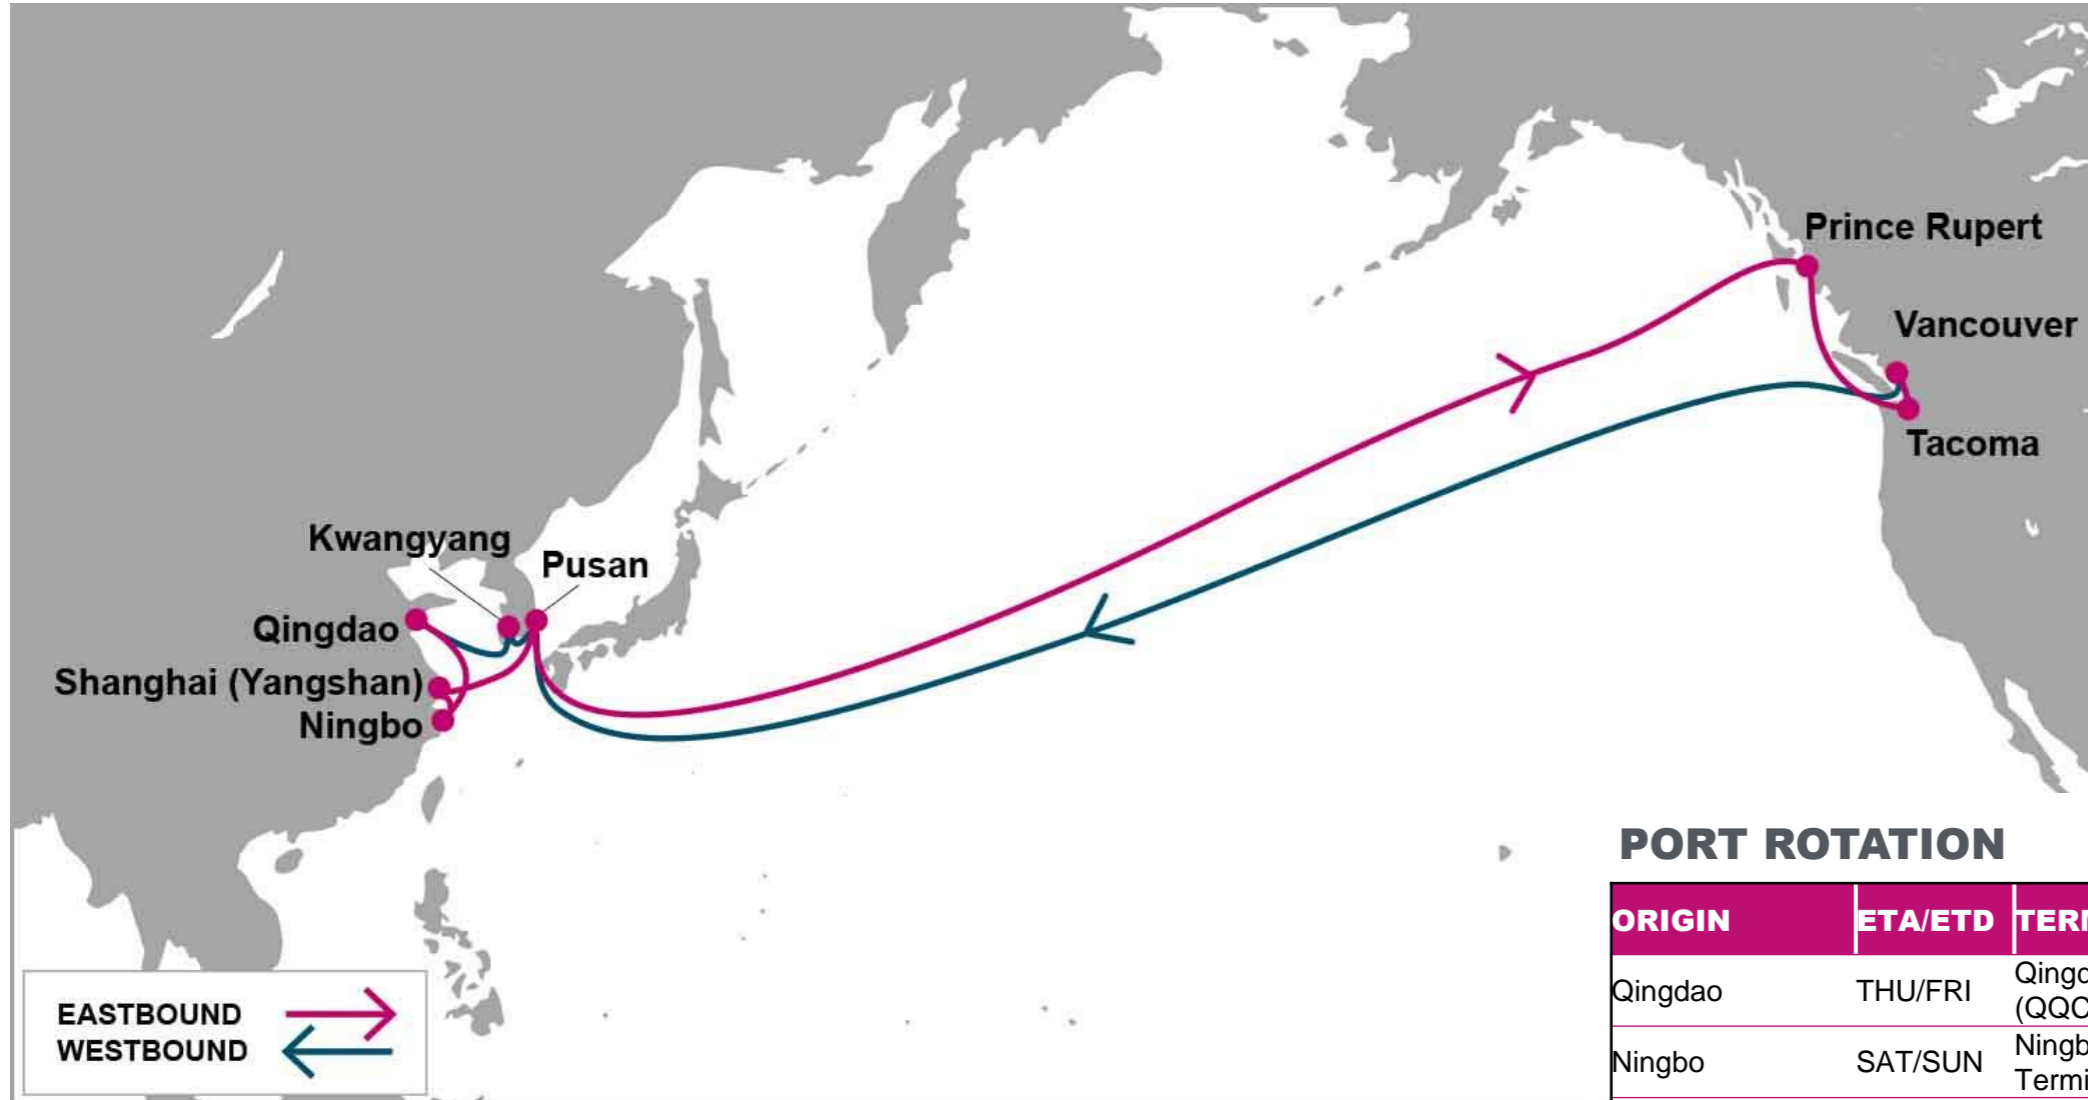 Prince Rupert
Vancouver
Tacoma
Kwangyang
Pusan
Qingdao
Shanghai (Yangshan)
Ningbo
EASTBOUND
WESTBOUND
PORT ROTATION
ORIGIN ETA/ETD
Qingdao THU/FRI
Ningbo SAT/SUN